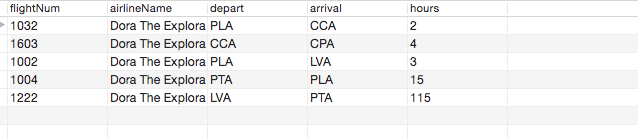 flightNum airlineName depart arrival hours
1032 Dora The Explora PLA CCA 2
1603 Dora The Explora CCA CPA 4
1002 Dora The Explora PLA LVA 3
1004 Dora The Explora PTA PLA 15
1222 Dora The Explora LVA PTA 115